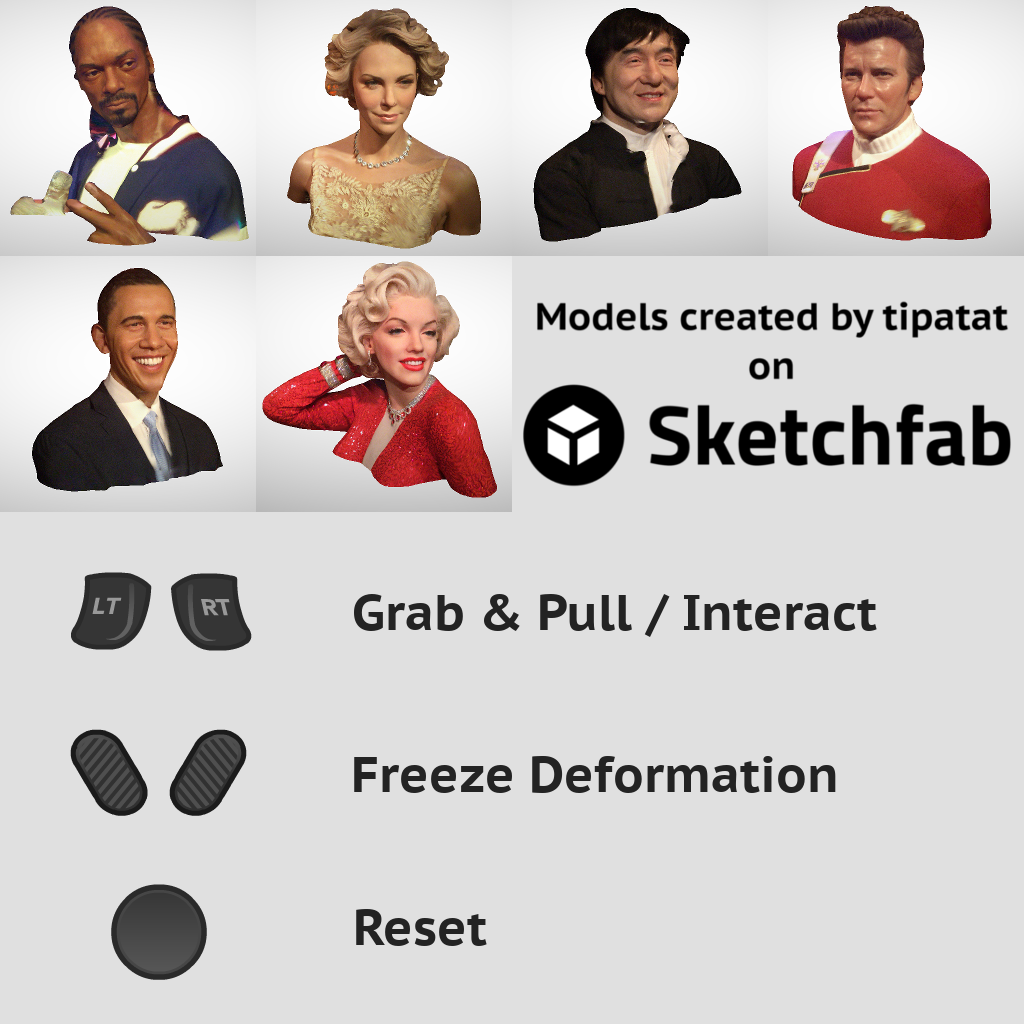 Models created by tipatat
on
Sketchfab
LT RT Grab & Pull / Interact
Freeze Deformation
Reset